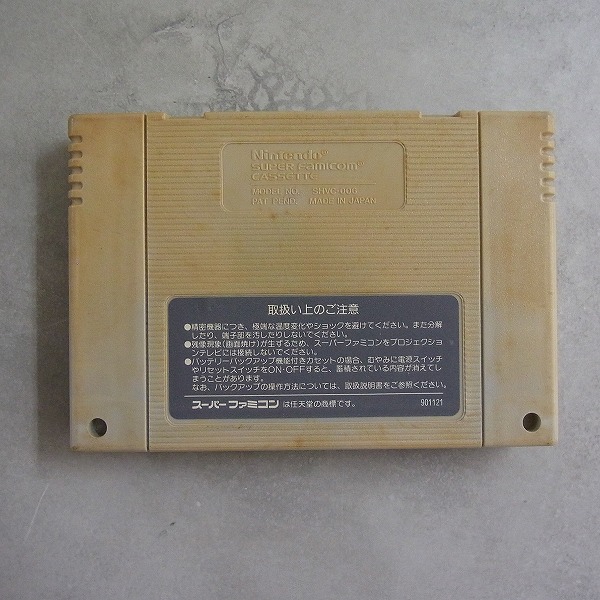 Nintendo®
SUPER Famicom™
CASSETTE
MODEL NO. SHVC-006
PAT PEND. MADE IN JAPAN
取扱い上のご注意
●精密機器につき、極端な温度変化やショックを避けてください。また分解
したり、端子部を汚したりしないでください。
●残像現象(画面焼け)が生ずるため、スーパーファミコンをプロジェクション
テレビには接続しないでください。
●バッテリーバックアップ機能付きカセットの場合、むやみに電源スイッチ
やリセットスイッチをON・OFFすると、蓄積されている内容が消えてし
まうことがあります。
なお、バックアップの操作方法については、取扱説明書をご参照ください。
スーパーファミコン は任天堂の商標です。 901121